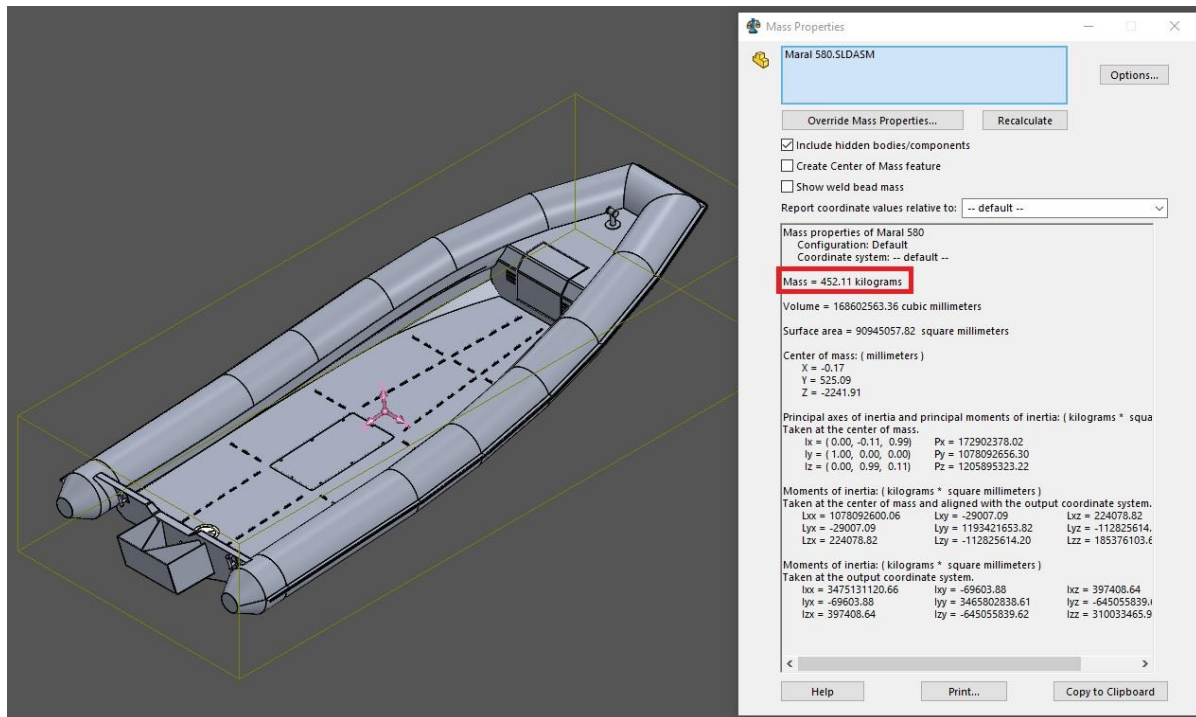 Mass Properties
Maral 580.SLDASM
Options...
Override Mass Properties... Recalculate
Include hidden bodies/components
Create Center of Mass feature
Show weld bead mass
Report coordinate values relative to: -- default --
Mass properties of Maral 580
Configuration: Default
Coordinate system: -- default --
Mass = 452.11 kilograms
Volume = 168602563.36 cubic millimeters
Surface area = 90945057.82 square millimeters
Center of mass: ( millimeters )
X = -0.17
Y = 525.09
Z = -2241.91
Principal axes of inertia and principal moments of inertia: ( kilograms * squa
Taken at the center of mass.
Ix = ( 0.00, -0.11, 0.99) Px = 172902378.02
Iy = ( 1.00, 0.00, 0.00) Py = 1078092656.30
Iz = ( 0.00, 0.99, 0.11) Pz = 1205895323.22
Moments of inertia: ( kilograms * square millimeters )
Taken at the center of mass and aligned with the output coordinate system.
Lxx = 1078092600.06 Lxy = -29007.09 Lxz = 224078.82
Lyx = -29007.09 Lyy = 1193421653.82 Lyz = -112825614.
Lzx = 224078.82 Lzy = -112825614.20 Lzz = 185376103.6
Moments of inertia: ( kilograms * square millimeters )
Taken at the output coordinate system.
Ixx = 3475131120.66 Ixy = -69603.88 Ixz = 397408.64
Iyx = -69603.88 Iyy = 3465802838.61 Iyz = -645055839.
Izx = 397408.64 Izy = -645055839.62 Izz = 310033465.9
Help Print... Copy to Clipboard